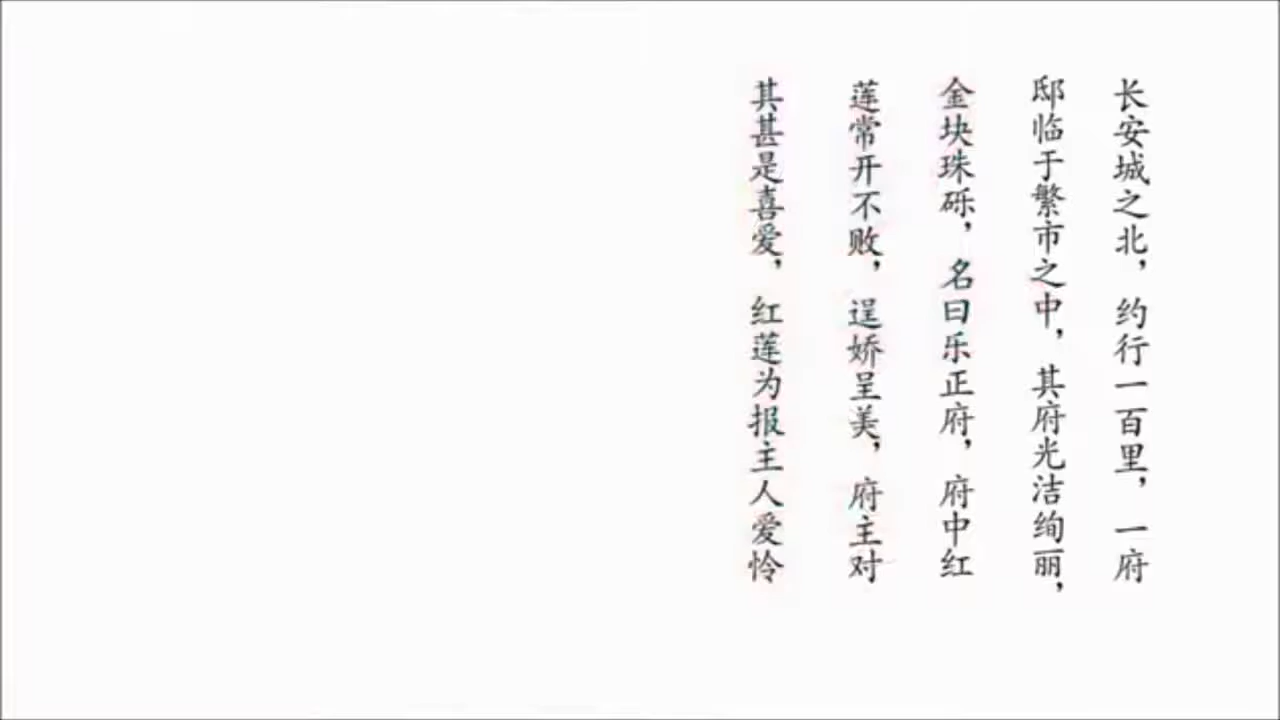 长安城之北，约行一百里，一府
邸临于繁市之中，其府光洁绚丽，
金块珠砾，名曰乐正府，府中红
莲常开不败，逞娇呈美，府主对
其甚是喜爱，红莲为报主人爱怜